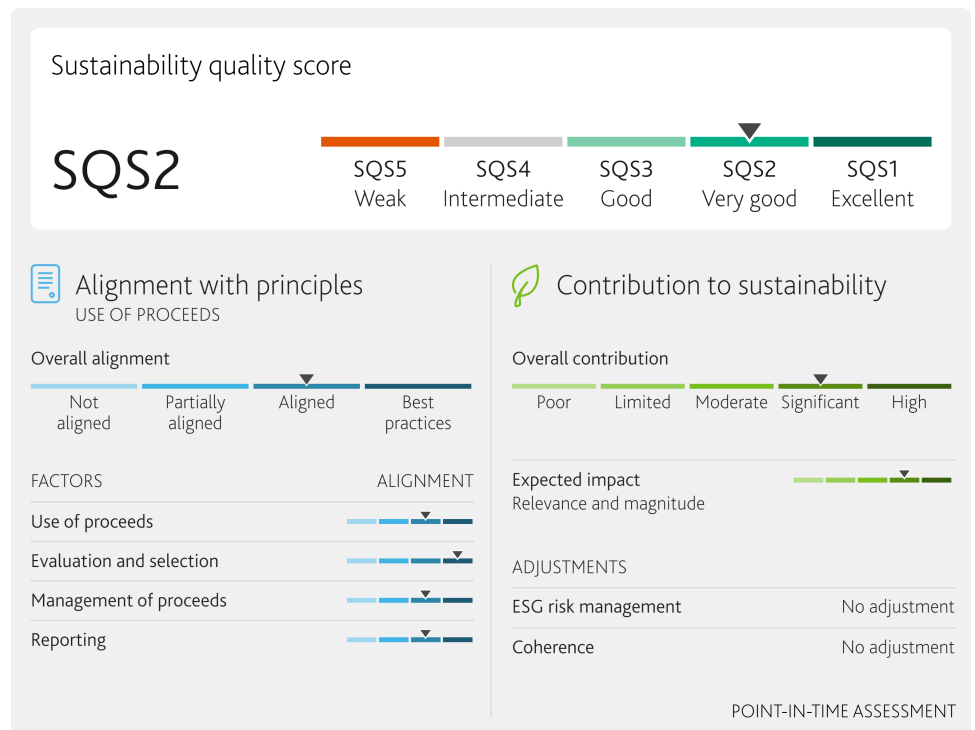 Sustainability quality score
SQS2
SQS5 SQS4 SQS3 SQS2 SQS1
Weak Intermediate Good Very good Excellent
Alignment with principles
USE OF PROCEEDS
Overall alignment
Not aligned
Partially aligned
Aligned
Best practices
FACTORS ALIGNMENT
Use of proceeds
Evaluation and selection
Management of proceeds
Reporting
Contribution to sustainability
Overall contribution
Poor Limited Moderate Significant High
Expected impact
Relevance and magnitude
ADJUSTMENTS
ESG risk management No adjustment
Coherence No adjustment
POINT-IN-TIME ASSESSMENT